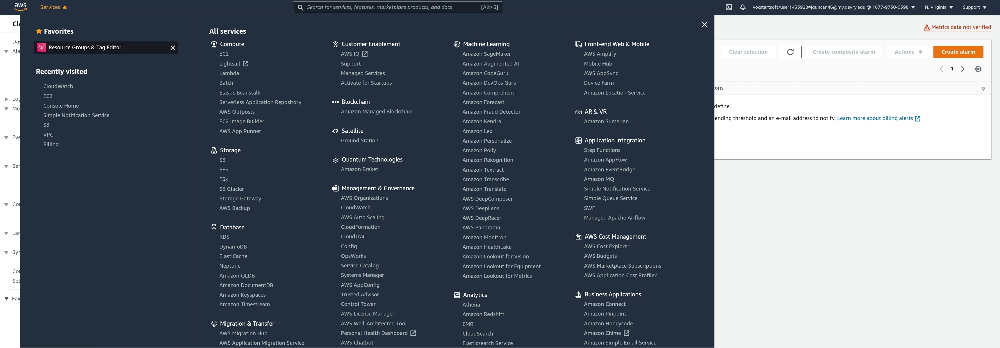 aws
Services
Search for services, features, marketplace products, and docs [Alt+S]
vocstartsoft/user1433928=jduncan46@my.devry.edu @ 1677-9730-0398
N. Virginia
Support
Favorites
Resource Groups & Tag Editor
Recently visited
CloudWatch
EC2
Console Home
Simple Notification Service
S3
VPC
Billing
All services
Compute
EC2
Lightsail
Lambda
Batch
Elastic Beanstalk
Serverless Application Repository
AWS Outposts
EC2 Image Builder
AWS App Runner
Storage
S3
EFS
FSx
S3 Glacier
Storage Gateway
AWS Backup
Database
RDS
DynamoDB
ElastiCache
Neptune
Amazon QLDB
Amazon DocumentDB
Amazon Keyspaces
Amazon Timestream
Migration & Transfer
AWS Migration Hub
AWS Application Migration Service
Customer Enablement
AWS IQ
Support
Managed Services
Activate for Startups
Blockchain
Amazon Managed Blockchain
Satellite
Ground Station
Quantum Technologies
Amazon Braket
Management & Governance
AWS Organizations
CloudWatch
AWS Auto Scaling
CloudFormation
CloudTrail
Config
OpsWorks
Service Catalog
Systems Manager
AWS AppConfig
Trusted Advisor
Control Tower
AWS License Manager
AWS Well-Architected Tool
Personal Health Dashboard
AWS Chatbot
Machine Learning
Amazon SageMaker
Amazon Augmented AI
Amazon CodeGuru
Amazon DevOps Guru
Amazon Comprehend
Amazon Forecast
Amazon Fraud Detector
Amazon Kendra
Amazon Lex
Amazon Personalize
Amazon Polly
Amazon Rekognition
Amazon Textract
Amazon Transcribe
Amazon Translate
AWS DeepComposer
AWS DeepLens
AWS DeepRacer
AWS Panorama
Amazon Monitron
Amazon HealthLake
Amazon Lookout for Vision
Amazon Lookout for Equipment
Amazon Lookout for Metrics
Analytics
Athena
Amazon Redshift
EMR
CloudSearch
Elasticsearch Service
Front-end Web & Mobile
AWS Amplify
Mobile Hub
AWS AppSync
Device Farm
Amazon Location Service
AR & VR
Amazon Sumerian
Application Integration
Step Functions
Amazon AppFlow
Amazon EventBridge
Amazon MQ
Simple Notification Service
Simple Queue Service
SWF
Managed Apache Airflow
AWS Cost Management
AWS Cost Explorer
AWS Budgets
AWS Marketplace Subscriptions
AWS Application Cost Profiler
Business Applications
Amazon Connect
Amazon Pinpoint
Amazon Honeycode
Amazon Chime
Amazon Simple Email Service
Metrics data not verified
Clear selection
Create composite alarm
Actions
Create alarm
1
ons
define.
ending threshold and an e-mail address to notify. Learn more about billing alerts